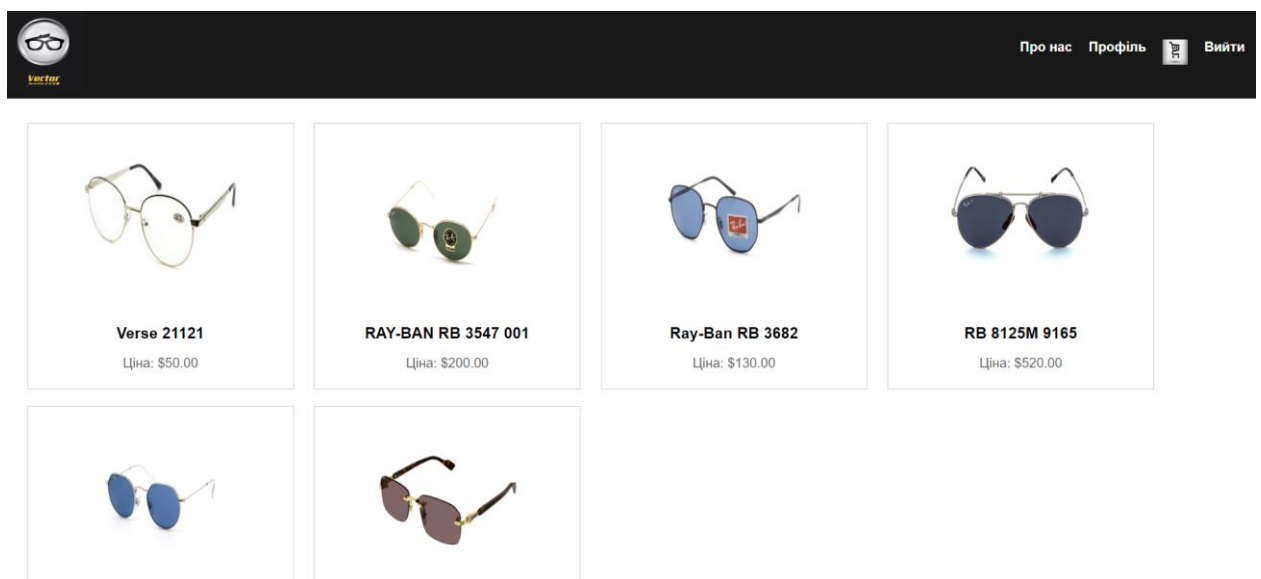 Про нас Профіль Вийти
Vector
Verse 21121
Ціна: $50.00
RAY-BAN RB 3547 001
Ціна: $200.00
Ray-Ban RB 3682
Ціна: $130.00
RB 8125M 9165
Ціна: $520.00